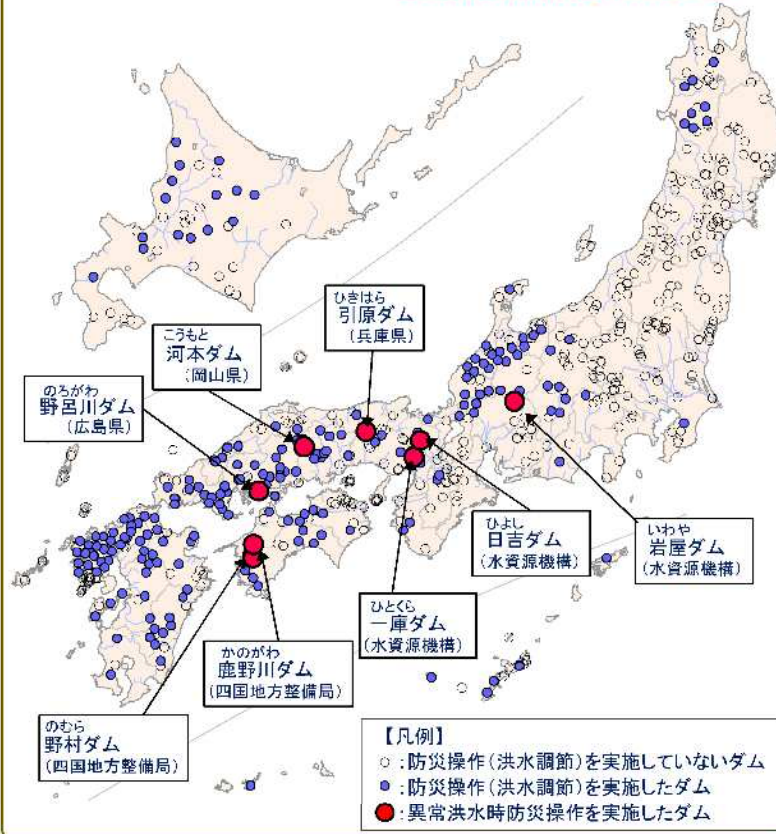 ひきはら
引原ダム
(兵庫県)
こうもと
河本ダム
(岡山県)
のろがわ
野呂川ダム
(広島県)
ひよし
日吉ダム
(水資源機構)
いわや
岩屋ダム
(水資源機構)
ひとくら
一庫ダム
(水資源機構)
かのがわ
鹿野川ダム
(四国地方整備局)
のむら
野村ダム
(四国地方整備局)
【凡例】
○:防災操作(洪水調節)を実施していないダム
●:防災操作(洪水調節)を実施したダム
●:異常洪水時防災操作を実施したダム